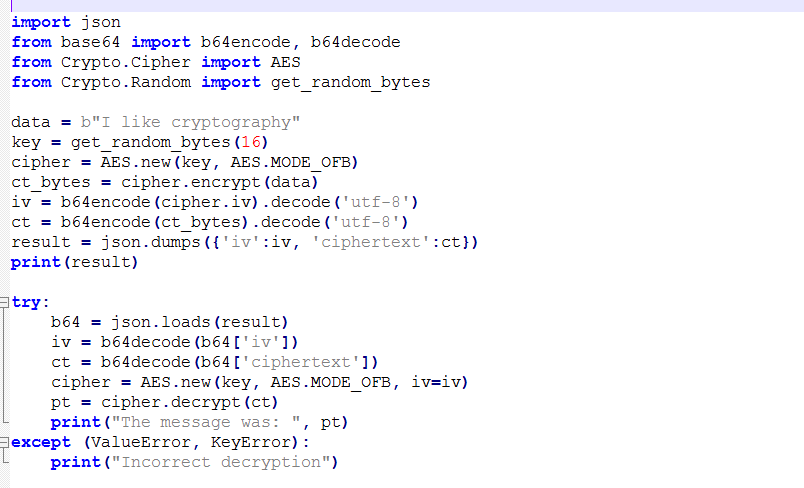 import json
from base64 import b64encode, b64decode
from Crypto.Cipher import AES
from Crypto.Random import get_random_bytes

data = b"I like cryptography"
key = get_random_bytes(16)
cipher = AES.new(key, AES.MODE_OFB)
ct_bytes = cipher.encrypt(data)
iv = b64encode(cipher.iv).decode('utf-8')
ct = b64encode(ct_bytes).decode('utf-8')
result = json.dumps({'iv':iv, 'ciphertext':ct})
print(result)

try:
    b64 = json.loads(result)
    iv = b64decode(b64['iv'])
    ct = b64decode(b64['ciphertext'])
    cipher = AES.new(key, AES.MODE_OFB, iv=iv)
    pt = cipher.decrypt(ct)
    print("The message was: ", pt)
except (ValueError, KeyError):
    print("Incorrect decryption")